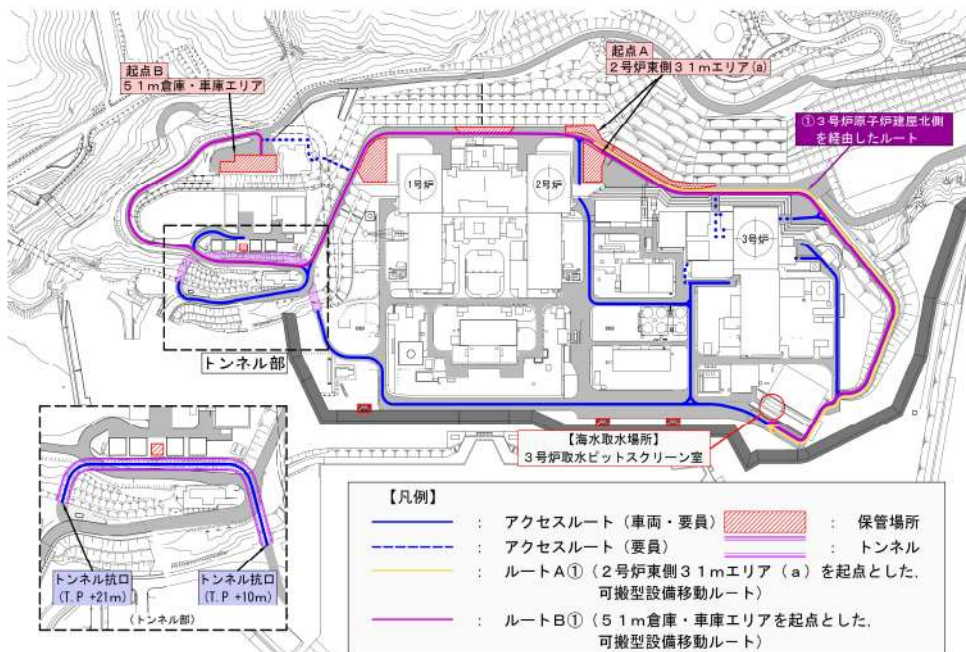 起点B
51m倉庫・車庫エリア
起点A
2号炉東側31mエリア(a)
①3号炉原子炉建屋北側
を経由したルート
1号炉
2号炉
3号炉
トンネル部
【海水取水場所】
3号炉取水ピットスクリーン室
トンネル坑口
(T.P +21m)
トンネル坑口
(T.P +10m)
(トンネル部)
【凡例】
: アクセスルート(車両・要員)
: 保管場所
: アクセスルート(要員)
: トンネル
: ルートA①(2号炉東側31mエリア(a)を起点とした,
可搬型設備移動ルート)
: ルートB①(51m倉庫・車庫エリアを起点とした,
可搬型設備移動ルート)